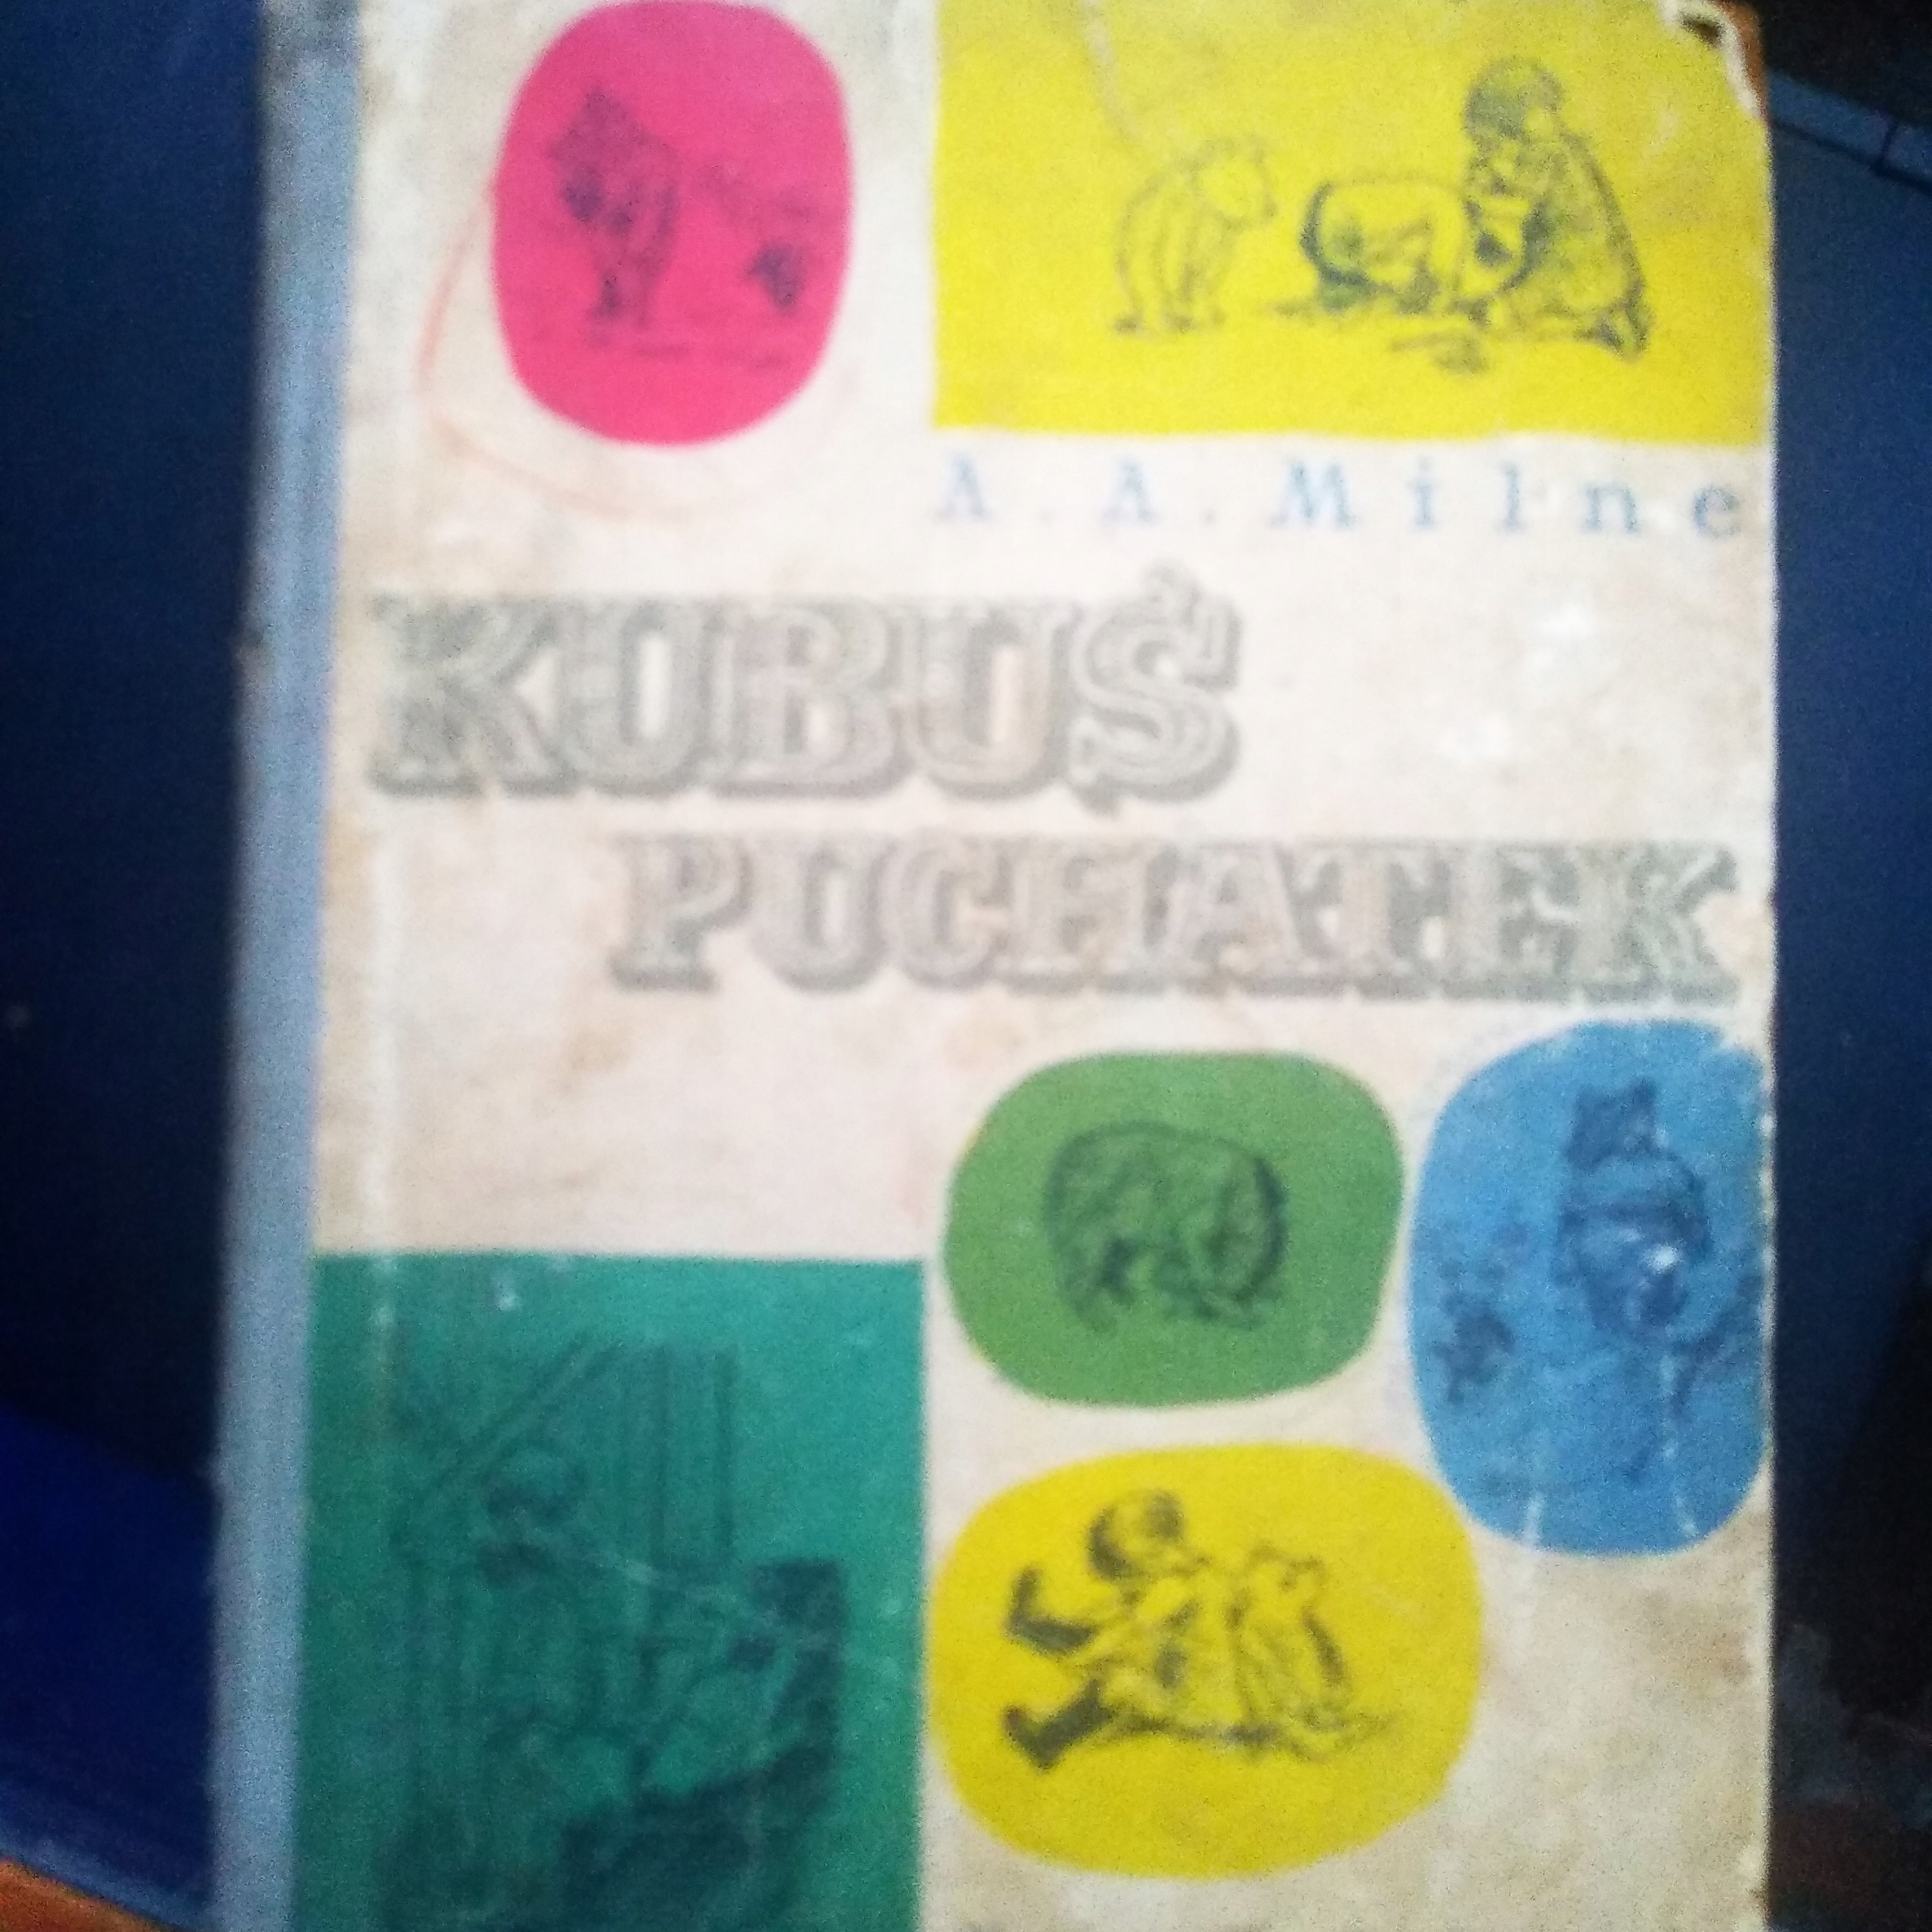 A. A. Milne
KUBUŚ
PUCHATEK